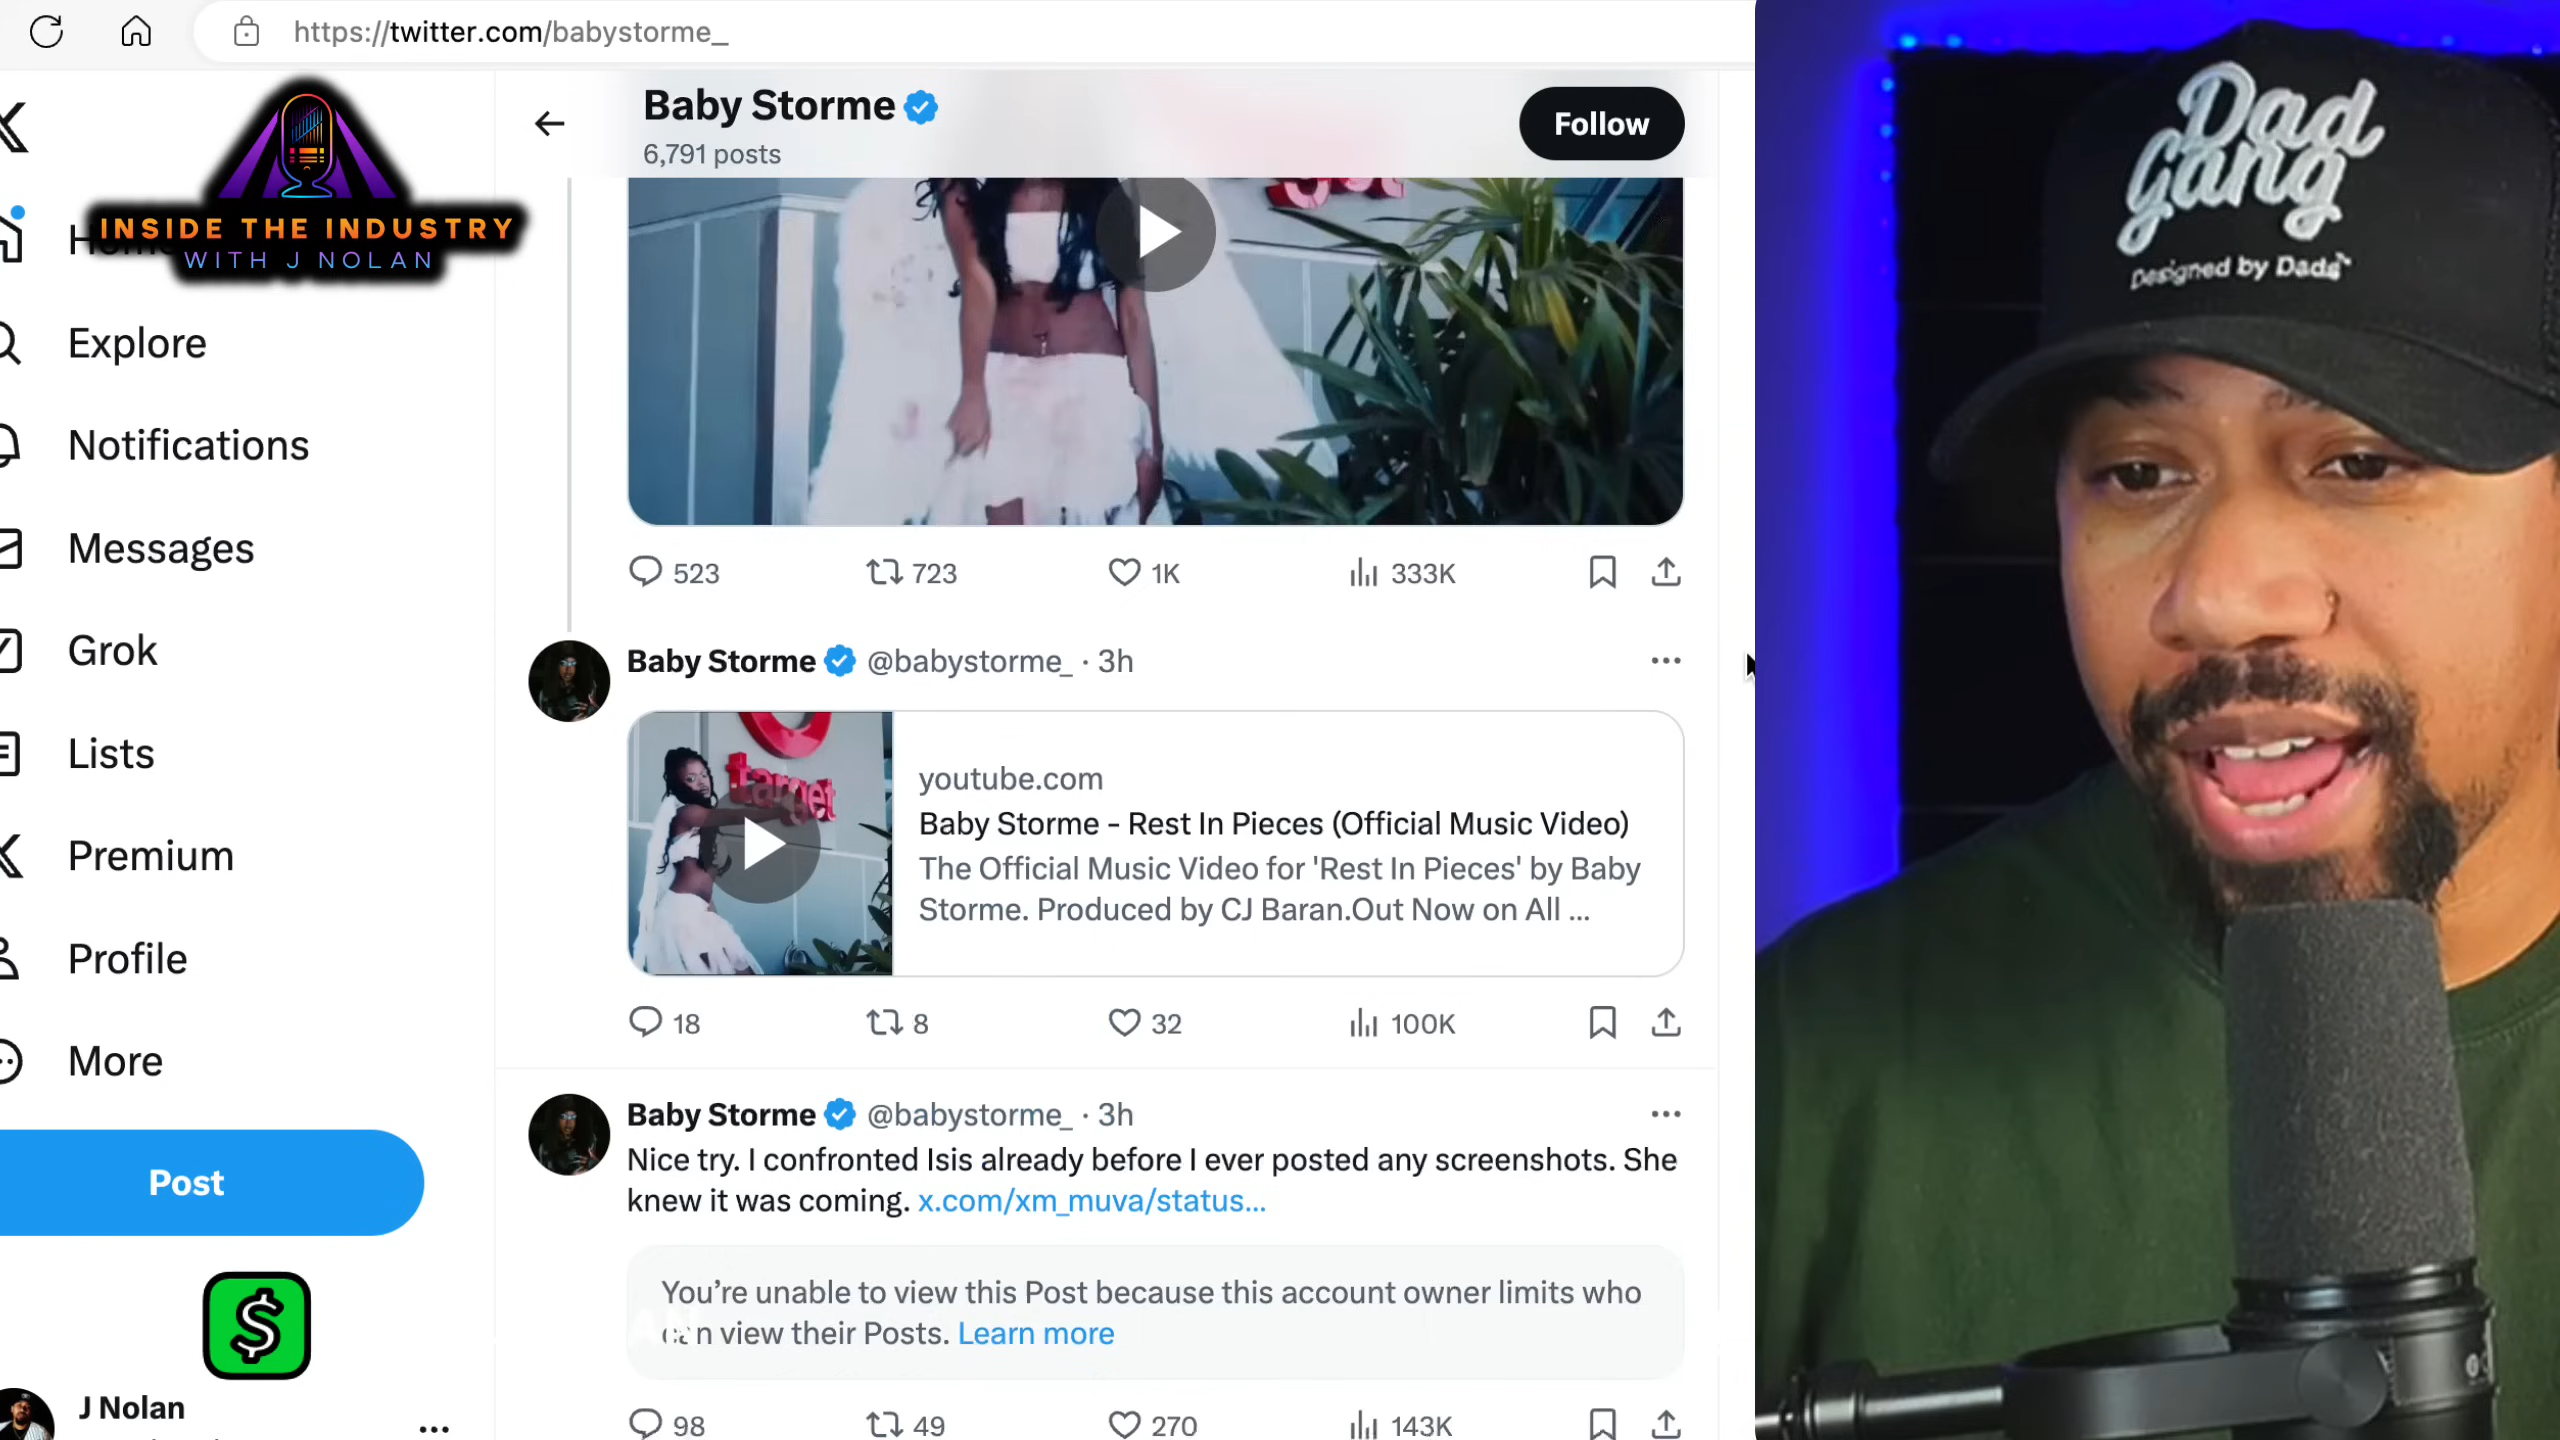 https://twitter.com/babystorme_
Baby Storme
6,791 posts
Follow
INSIDE THE INDUSTRY
WITH J NOLAN
Explore
Notifications
Messages
Grok
Lists
Premium
Profile
More
Post
J Nolan
523
723
1K
333K
Baby Storme @babystorme_ · 3h
target
youtube.com
Baby Storme - Rest In Pieces (Official Music Video)
The Official Music Video for 'Rest In Pieces' by Baby
Storme. Produced by CJ Baran.Out Now on All ...
18
8
32
100K
Baby Storme @babystorme_ · 3h
Nice try. I confronted Isis already before I ever posted any screenshots. She
knew it was coming. x.com/xm_muva/status...
You're unable to view this Post because this account owner limits who
can view their Posts. Learn more
98
49
270
143K
Dad
Gang
Designed by Dads